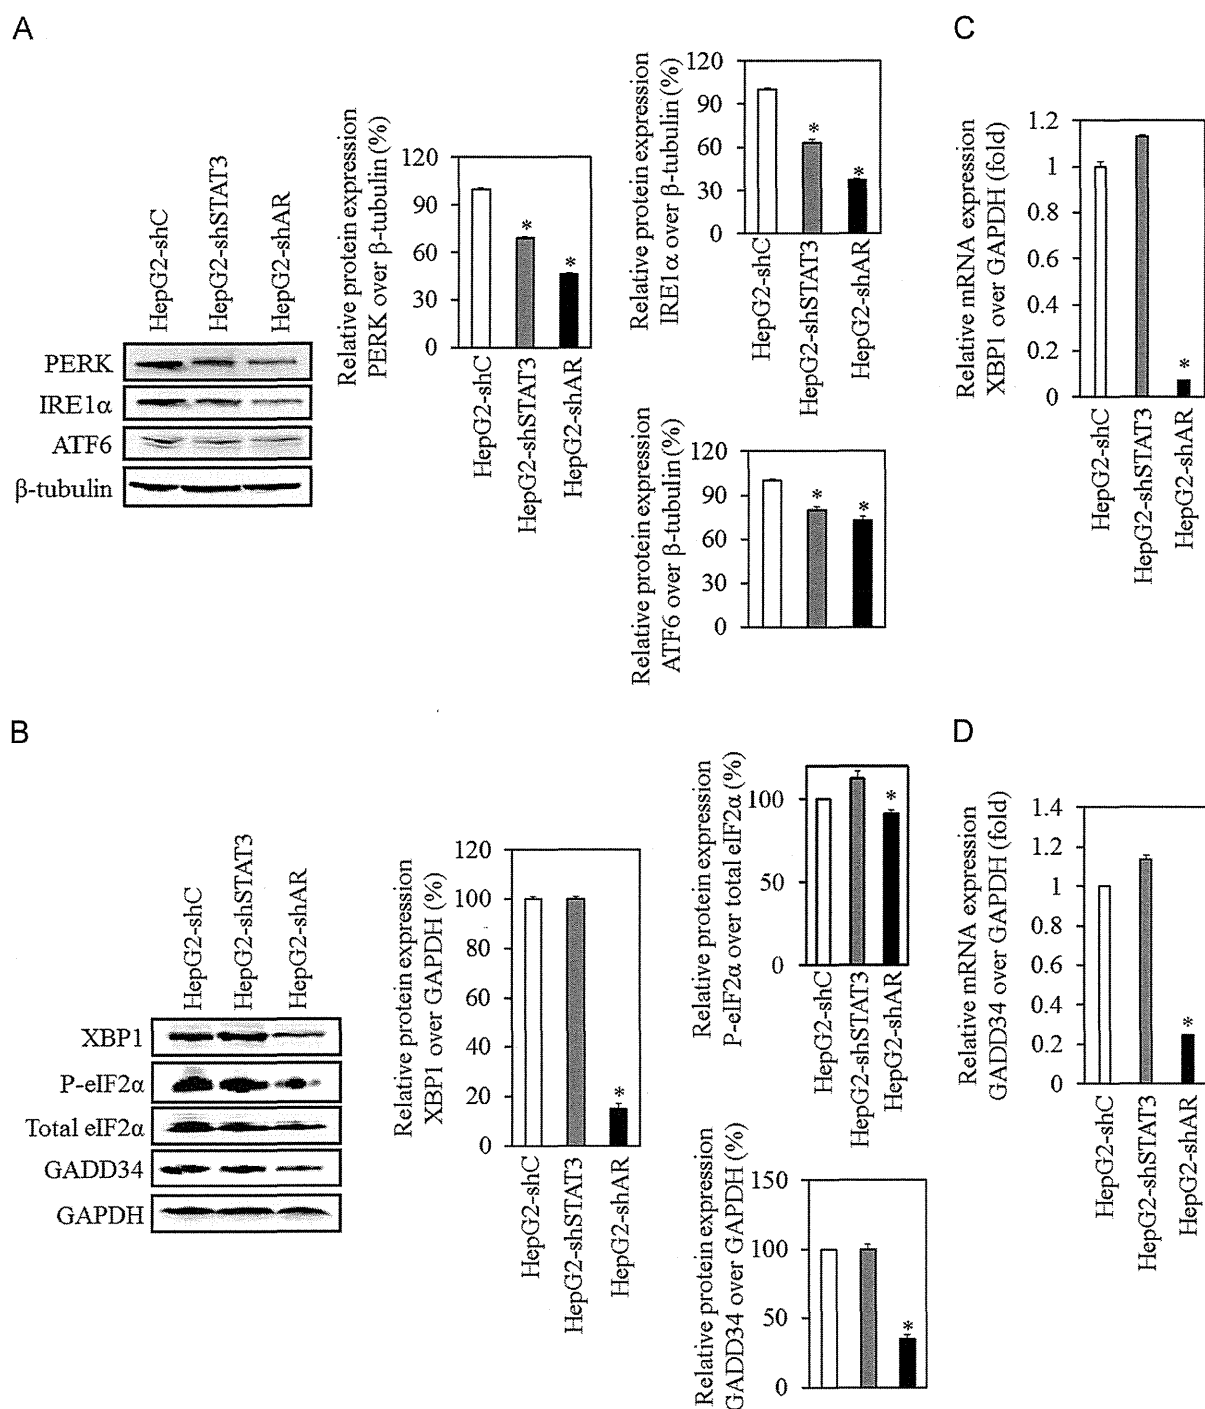 A
HepG2-shC
HepG2-shSTAT3
HepG2-shAR
PERK
IRE1α
ATF6
β-tubulin
Relative protein expression
PERK over β-tubulin (%)
120
90
60
30
0
*
*
HepG2-shC
HepG2-shSTAT3
HepG2-shAR
Relative protein expression
IRE1α over β-tubulin (%)
120
90
60
30
0
*
*
HepG2-shC
HepG2-shSTAT3
HepG2-shAR
Relative protein expression
ATF6 over β-tubulin (%)
120
90
60
30
0
*
*
C
Relative mRNA expression
XBP1 over GAPDH (fold)
1.2
1
0.8
0.6
0.4
0.2
0
*
HepG2-shC
HepG2-shSTAT3
HepG2-shAR
B
HepG2-shC
HepG2-shSTAT3
HepG2-shAR
XBP1
P-eIF2α
Total eIF2α
GADD34
GAPDH
Relative protein expression
XBP1 over GAPDH (%)
120
100
80
60
40
20
0
*
HepG2-shC
HepG2-shSTAT3
HepG2-shAR
Relative protein expression
P-eIF2α over total eIF2α (%)
100
50
0
*
HepG2-shC
HepG2-shSTAT3
HepG2-shAR
Relative protein expression
GADD34 over GAPDH (%)
150
100
50
0
*
D
Relative mRNA expression
GADD34 over GAPDH (fold)
1.4
1.2
1
0.8
0.6
0.4
0.2
0
*
HepG2-shC
HepG2-shSTAT3
HepG2-shAR